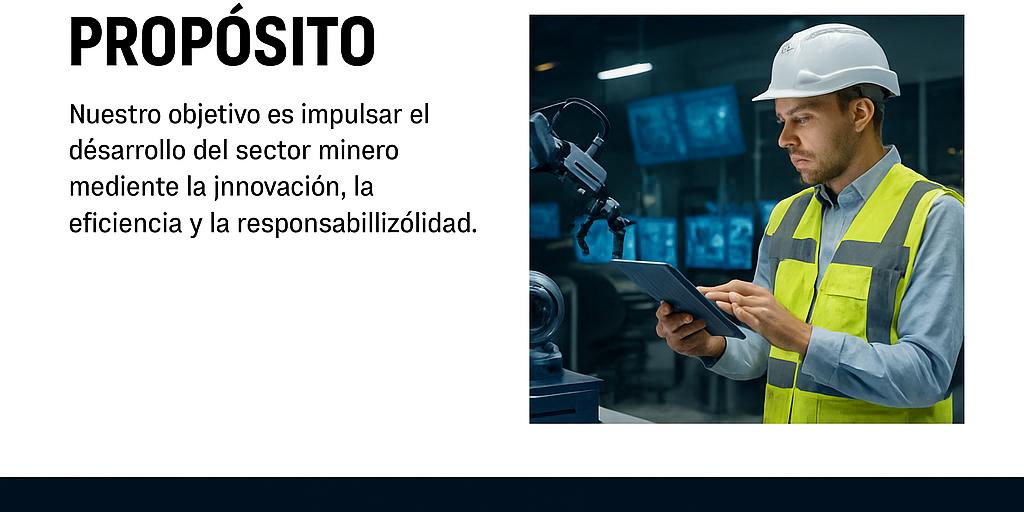 PROPÓSITO
Nuestro objetivo es impulsar el
désarrollo del sector minero
mediente la jnnovación, la
eficiencia y la responsabillizólidad.